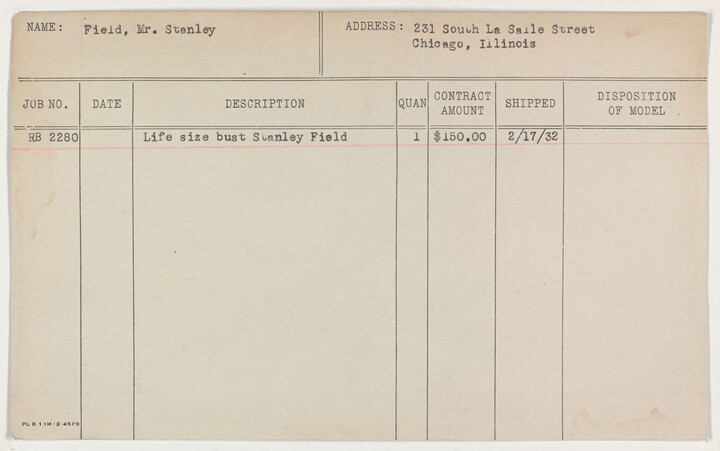 NAME: Field, Mr. Stanley
ADDRESS: 231 South La Salle Street
Chicago, Illinois
JOB NO. DATE DESCRIPTION QUAN CONTRACT AMOUNT SHIPPED DISPOSITION OF MODEL
RB 2280 Life size bust Stanley Field 1 $150.00 2/17/32